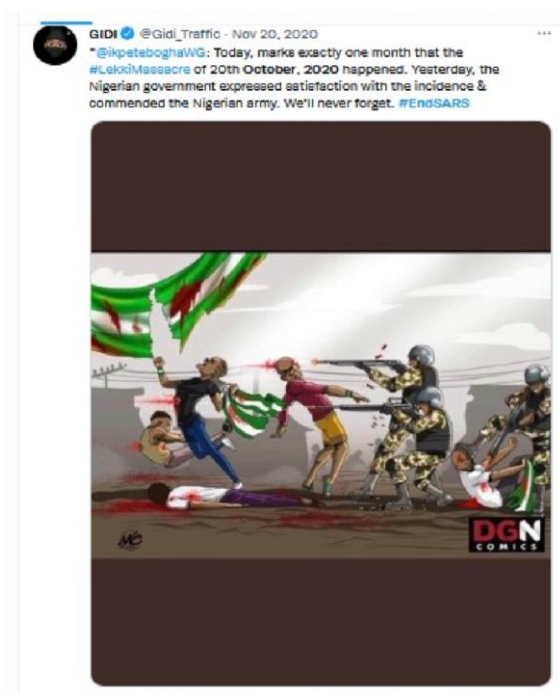 GIDI @Gidi_Traffic · Nov 20, 2020
"@ikpeteboghaWG: Today, marks exactly one month that the
#LekkiMassacre of 20th October, 2020 happened. Yesterday, the
Nigerian government expressed satisfaction with the incidence &
commended the Nigerian army. We'll never forget. #EndSARS
DGN
COMICS